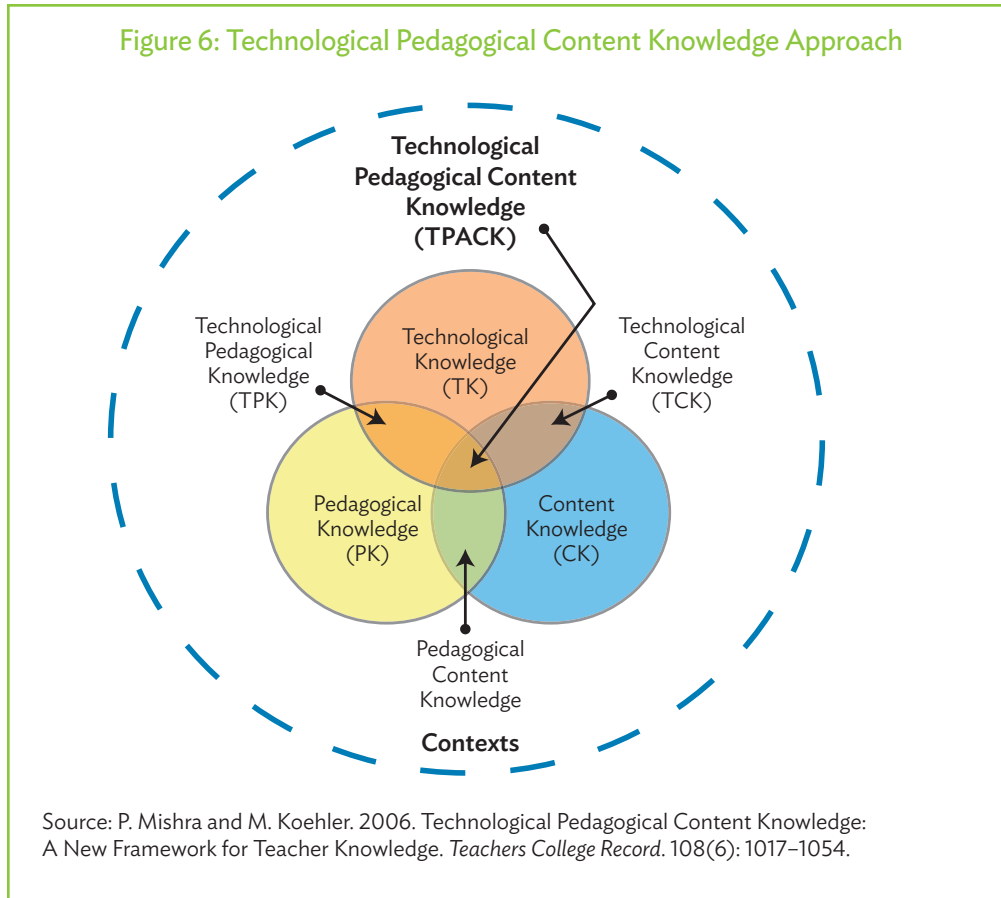 Figure 6: Technological Pedagogical Content Knowledge Approach
Technological
Pedagogical Content
Knowledge
(TPACK)
Technological
Pedagogical
Knowledge
(TPK)
Technological
Knowledge
(TK)
Technological
Content
Knowledge
(TCK)
Pedagogical
Knowledge
(PK)
Content
Knowledge
(CK)
Pedagogical
Content
Knowledge
Contexts
Source: P. Mishra and M. Koehler. 2006. Technological Pedagogical Content Knowledge:
A New Framework for Teacher Knowledge. Teachers College Record. 108(6): 1017–1054.